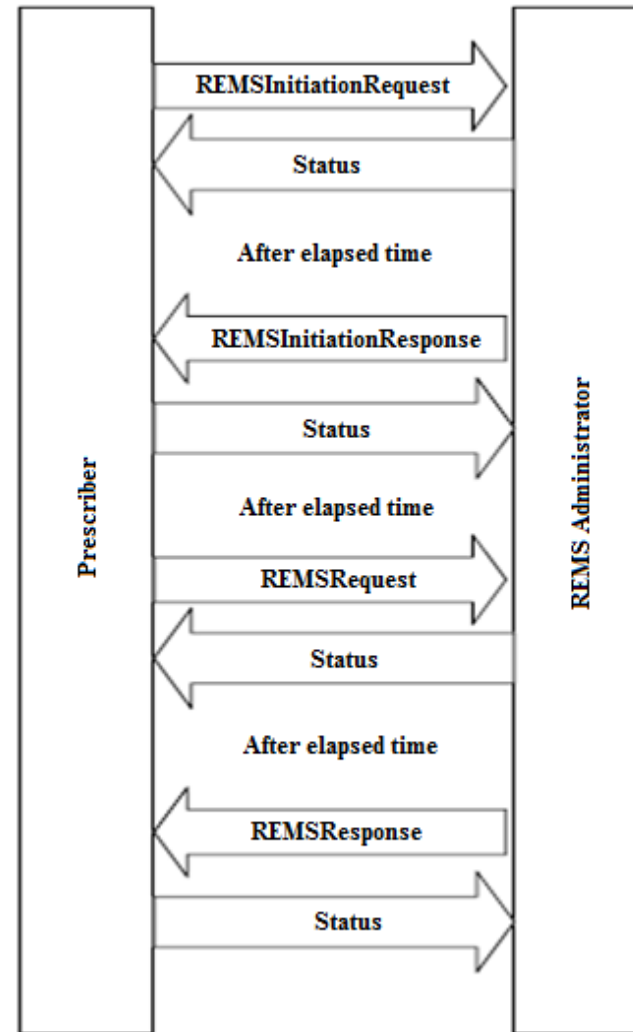 REMSInitiationRequest
Status
After elapsed time
REMSInitiationResponse
Status
After elapsed time
REMSRequest
Status
After elapsed time
REMSResponse
Status
Prescriber
REMS Administrator